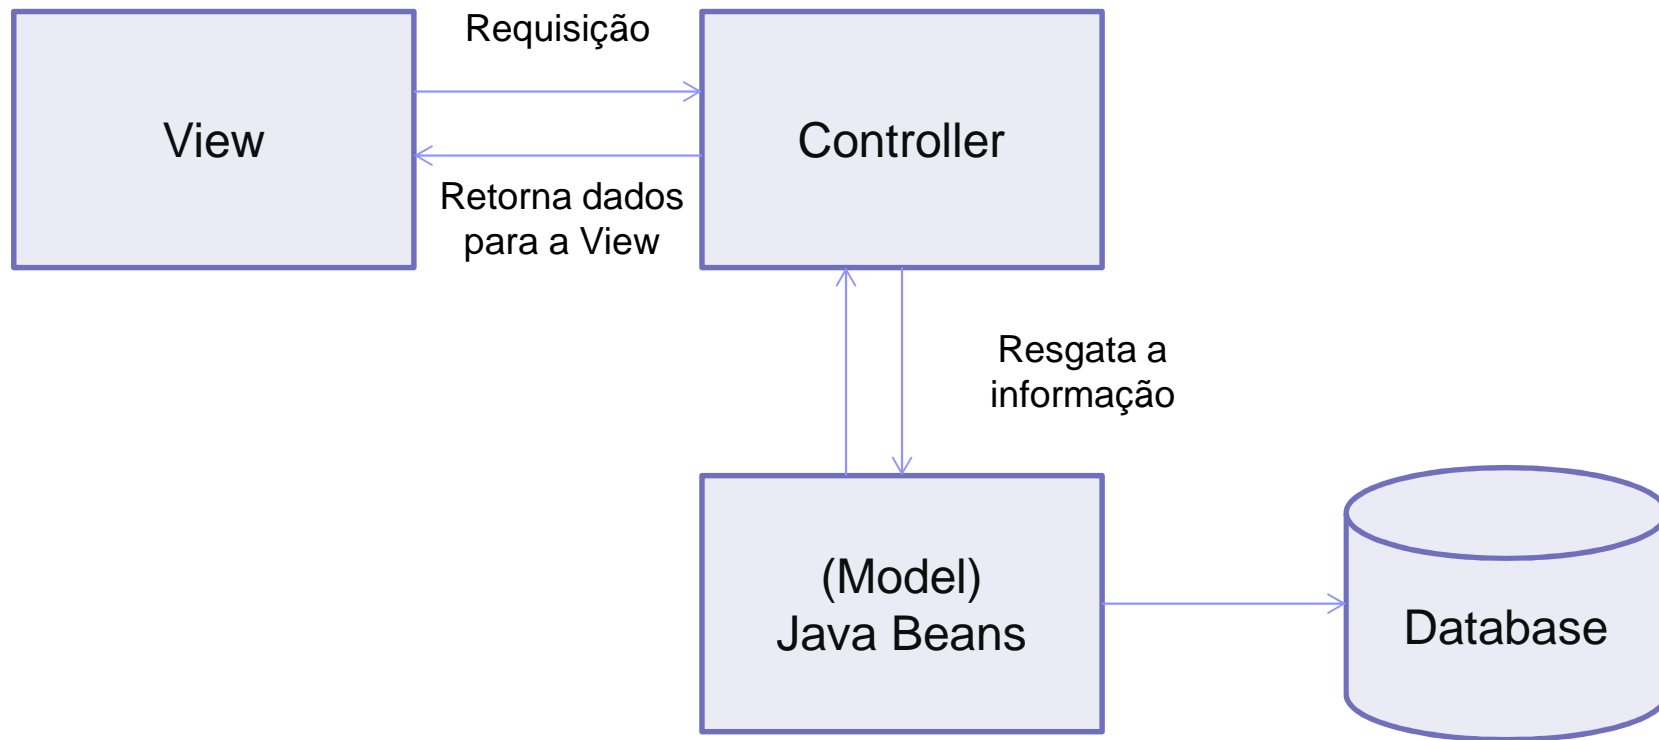 Requisição
View
Controller
Retorna dados
para a View
Resgata a
informação
(Model)
Java Beans
Database